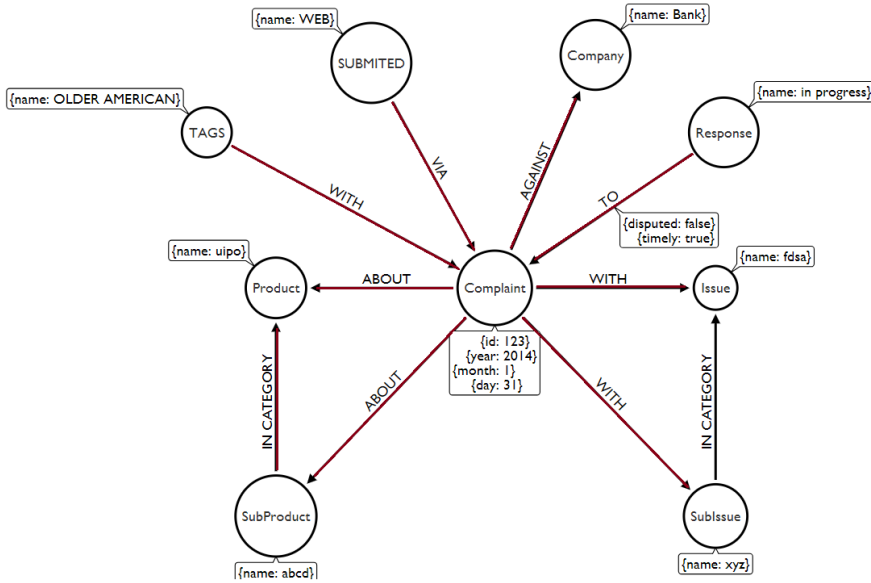 {name: WEB}
{name: Bank}
SUBMITED
Company
{name: OLDER AMERICAN}
{name: in progress}
TAGS
Response
VIA
AGAINST
WITH
TO
{disputed: false}
{timely: true}
{name: uipo}
{name: fdsa}
Product
ABOUT
Complaint
WITH
Issue
{id: 123}
{year: 2014}
{month: 1}
{day: 31}
IN CATEGORY
ABOUT
WITH
IN CATEGORY
SubProduct
SubIssue
{name: abcd}
{name: xyz}